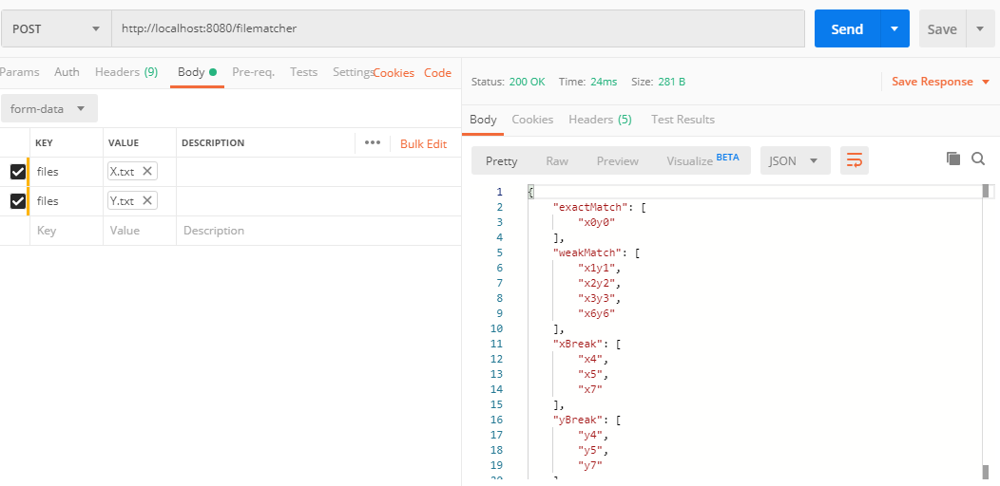 POST http://localhost:8080/filematcher Send Save
Params Auth Headers (9) Body Pre-req. Tests Settings Cookies Code
form-data
KEY VALUE DESCRIPTION ••• Bulk Edit
files X.txt
files Y.txt
Key Value Description
Status: 200 OK Time: 24ms Size: 281 B Save Response
Body Cookies Headers (5) Test Results
Pretty Raw Preview Visualize BETA JSON
1 {
2 "exactMatch": [
3 "x0y0"
4 ],
5 "weakMatch": [
6 "x1y1",
7 "x2y2",
8 "x3y3",
9 "x6y6"
10 ],
11 "xBreak": [
12 "x4",
13 "x5",
14 "x7"
15 ],
16 "yBreak": [
17 "y4",
18 "y5",
19 "y7"